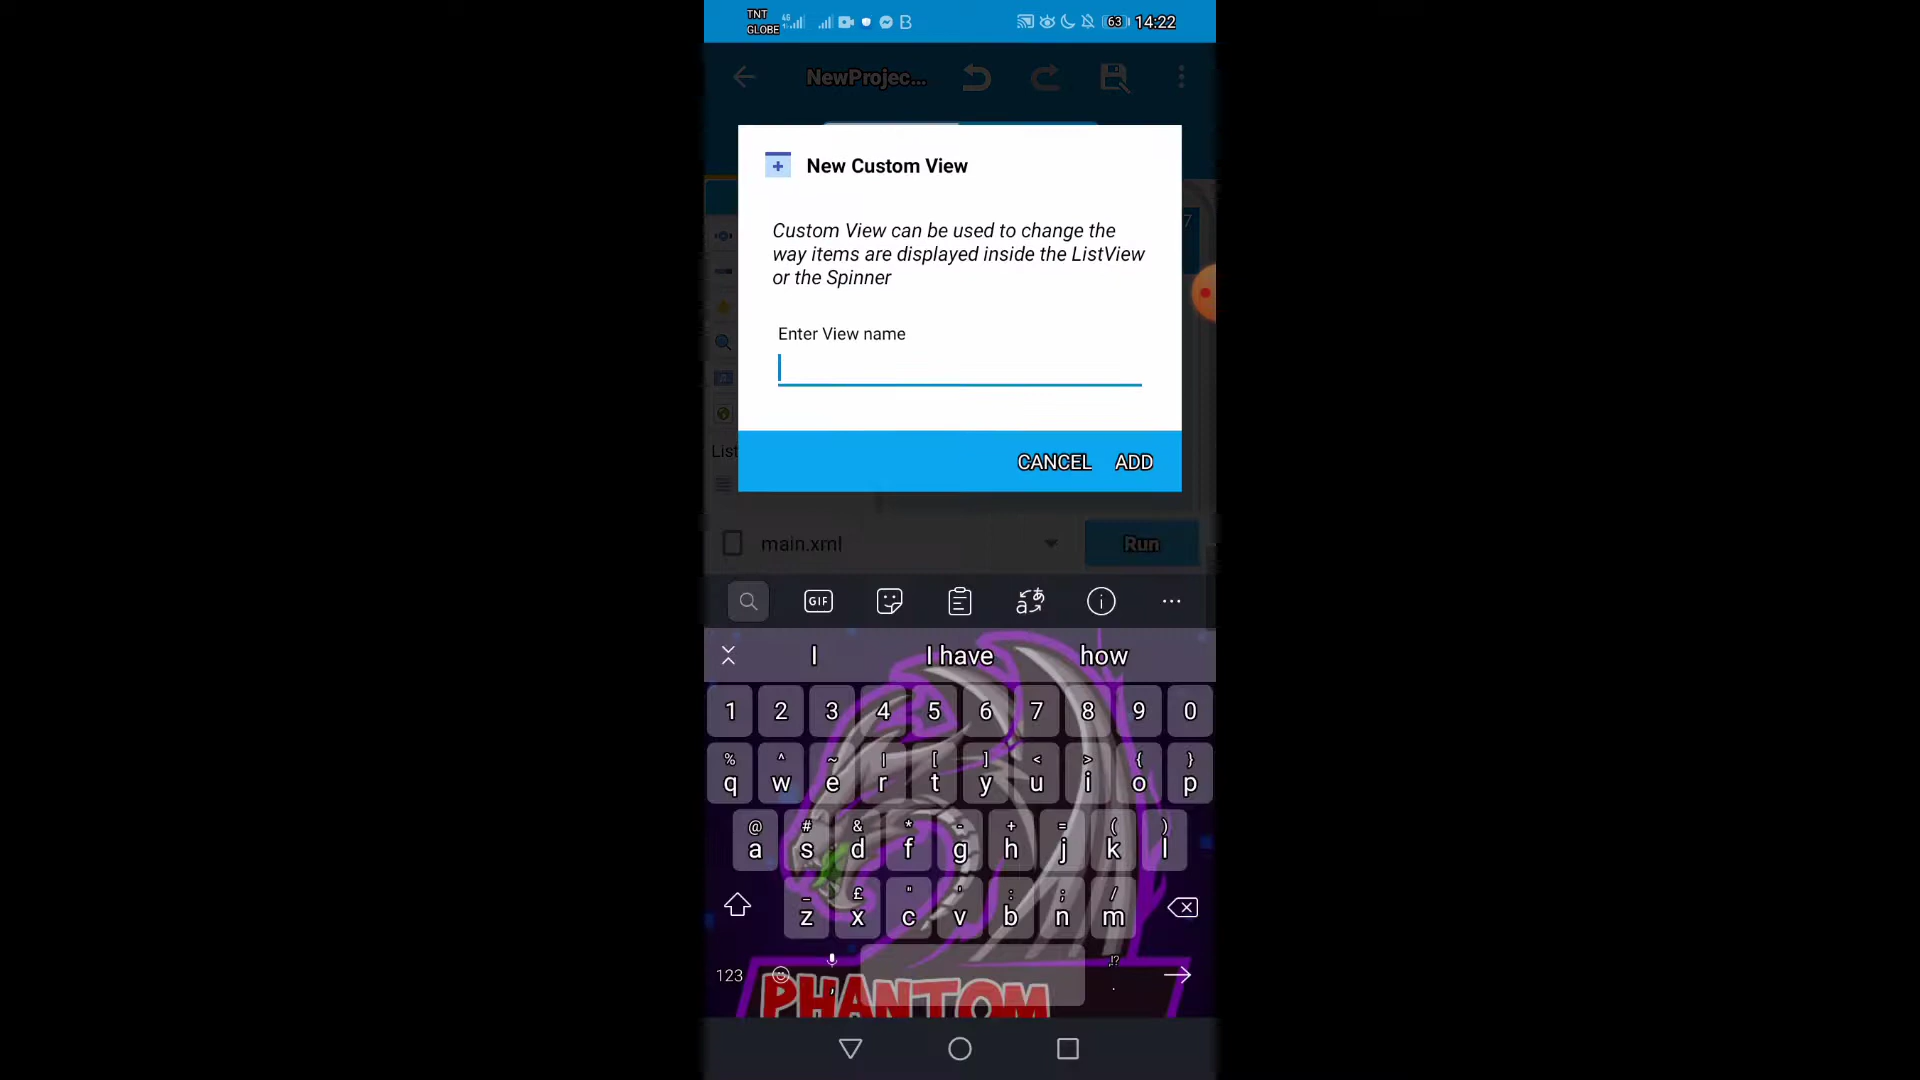 TNT
GLOBE
4G
B
63
14:22
NewProjec...
New Custom View
Custom View can be used to change the
way items are displayed inside the ListView
or the Spinner
Enter View name
CANCEL ADD
List
7
main.xml
Run
GIF
I
I have
how
1 2 3 4 5 6 7 8 9 0
% ^ ~ | [ ] < > { }
q w e r t y u i o p
@ # & * - + = ( )
a s d f g h j k l
_ £ " ' : ; /
z x c v b n m
123 , .
PHANTOM